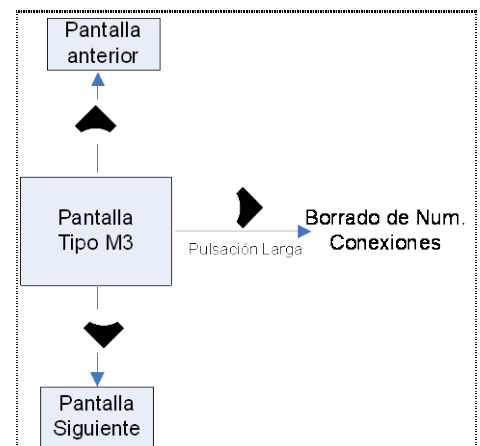 Pantalla
anterior
Pantalla
Tipo M3
Pulsación Larga
Borrado de Num.
Conexiones
Pantalla
Siguiente